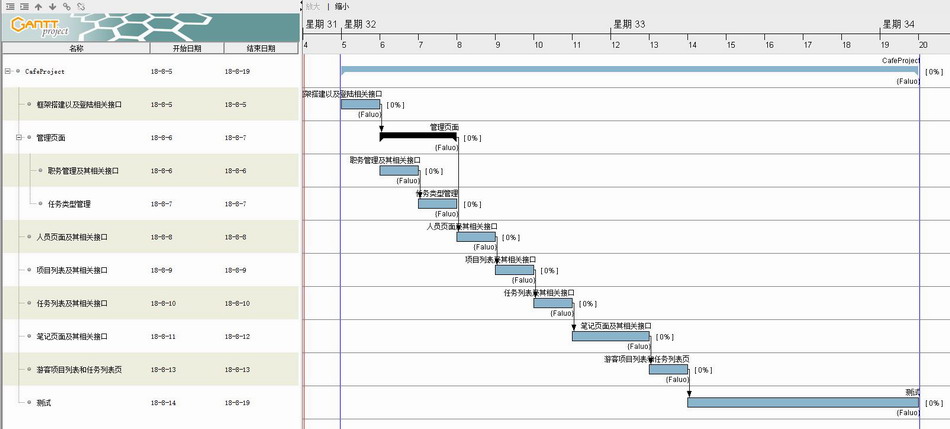 放大 | 缩小
GANTT
project
星期 31 星期 32 星期 33 星期 34
名称 开始日期 结束日期
4 5 6 7 8 9 10 11 12 13 14 15 16 17 18 19 20
CafeProject 18-8-5 18-8-19
CafeProject
[0%]
(Faluo)
框架搭建以及登陆相关接口 18-8-5 18-8-5
架搭建以及登陆相关接口
[0%]
(Faluo)
管理页面 18-8-6 18-8-7
管理页面
[0%]
(Faluo)
职务管理及其相关接口 18-8-6 18-8-6
职务管理及其相关接口
[0%]
(Faluo)
任务类型管理 18-8-7 18-8-7
任务类型管理
[0%]
(Faluo)
人员页面及其相关接口 18-8-8 18-8-8
人员页面及其相关接口
[0%]
(Faluo)
项目列表及其相关接口 18-8-9 18-8-9
项目列表及其相关接口
[0%]
(Faluo)
任务列表及其相关接口 18-8-10 18-8-10
任务列表及其相关接口
[0%]
(Faluo)
笔记页面及其相关接口 18-8-11 18-8-12
笔记页面及其相关接口
[0%]
(Faluo)
游客项目列表和任务列表页 18-8-13 18-8-13
游客项目列表和任务列表页
[0%]
(Faluo)
测试 18-8-14 18-8-19
测试
[0%]
(Faluo)